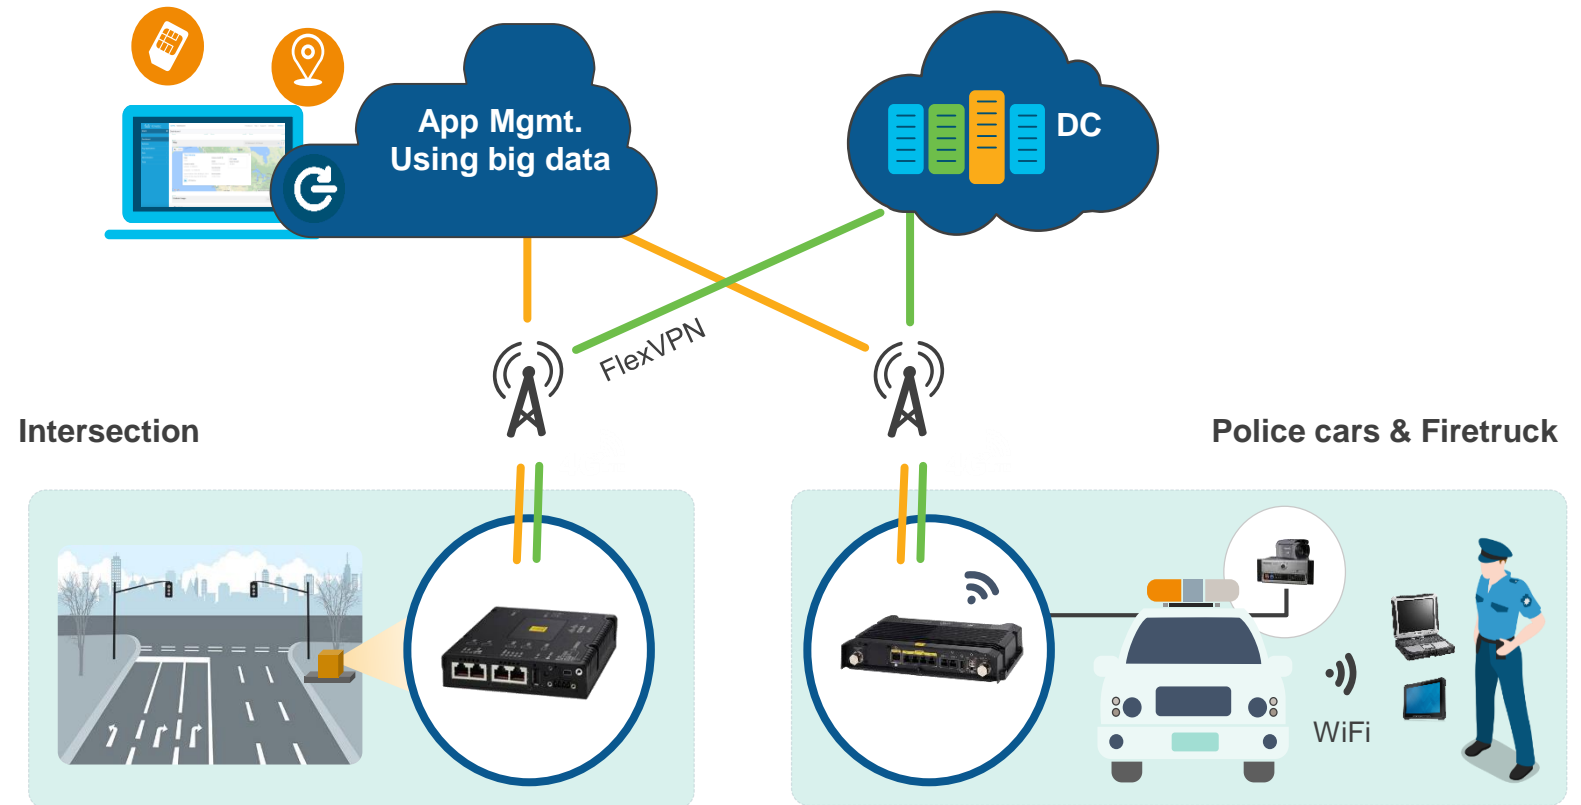 App Mgmt.
Using big data
DC
FlexVPN
Intersection
Police cars & Firetruck
WiFi